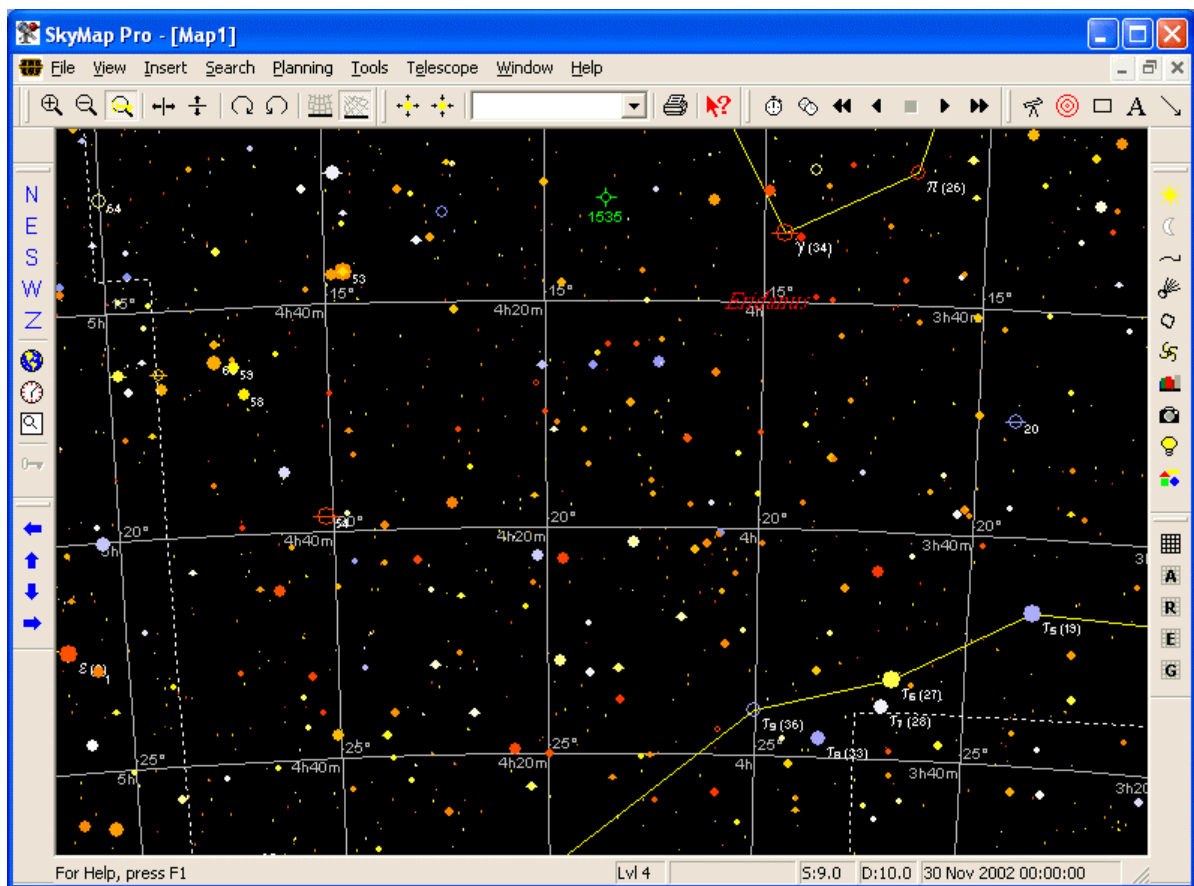 SkyMap Pro - [Map1]
File View Insert Search Planning Tools Telescope Window Help
A
N
E
S
W
Z
64
1535
π (26)
γ (34)
53
15° 15° 15° 15° 15°
Eridanus
5h 4h40m 4h20m 4h 3h40m
59
58
20
54
20° 20° 20° 20° 20°
5h 4h40m 4h20m 4h 3h40m
A
R
E
G
τ5 (19)
τ6 (27)
τ7 (28)
τ9 (36)
τ8 (33)
25° 25° 25° 25° 25°
5h 4h40m 4h20m 4h 3h40m
3h20
For Help, press F1 Lvl 4 S:9.0 D:10.0 30 Nov 2002 00:00:00